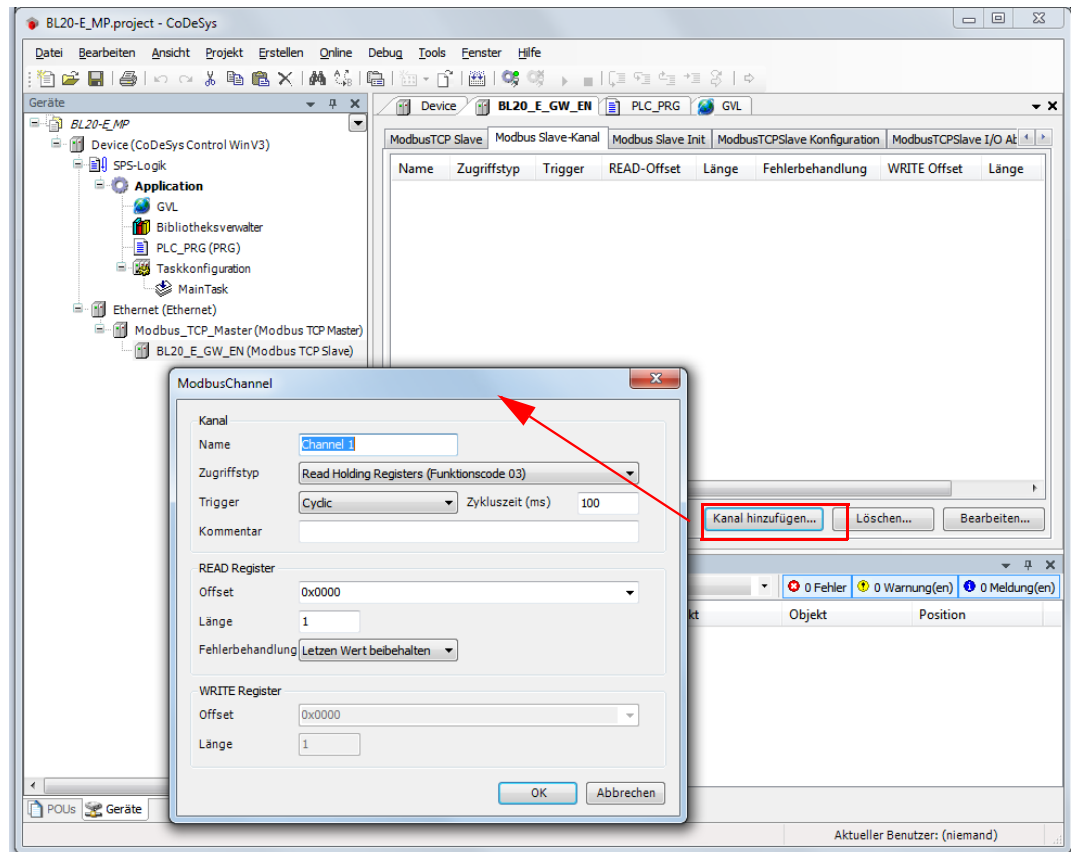 BL20-E_MP.project - CoDeSys
Datei Bearbeiten Ansicht Projekt Erstellen Online Debug Tools Fenster Hilfe
Geräte
BL20-E_MP
Device (CoDeSys Control Win V3)
SPS-Logik
Application
GVL
Bibliotheksverwalter
PLC_PRG (PRG)
Taskkonfiguration
MainTask
Ethernet (Ethernet)
Modbus_TCP_Master (Modbus TCP Master)
BL20_E_GW_EN (Modbus TCP Slave)
Device BL20_E_GW_EN PLC_PRG GVL
ModbusTCP Slave Modbus Slave-Kanal Modbus Slave Init ModbusTCPSlave Konfiguration ModbusTCPSlave I/O Ab
Name Zugriffstyp Trigger READ-Offset Länge Fehlerbehandlung WRITE Offset Länge
Kanal hinzufügen... Löschen... Bearbeiten...
0 Fehler 0 Warnung(en) 0 Meldung(en)
kt Objekt Position
ModbusChannel
Kanal
Name Channel 1
Zugriffstyp Read Holding Registers (Funktionscode 03)
Trigger Cyclic Zykluszeit (ms) 100
Kommentar
READ Register
Offset 0x0000
Länge 1
Fehlerbehandlung Letzen Wert beibehalten
WRITE Register
Offset 0x0000
Länge 1
OK Abbrechen
POUs Geräte
Aktueller Benutzer: (niemand)